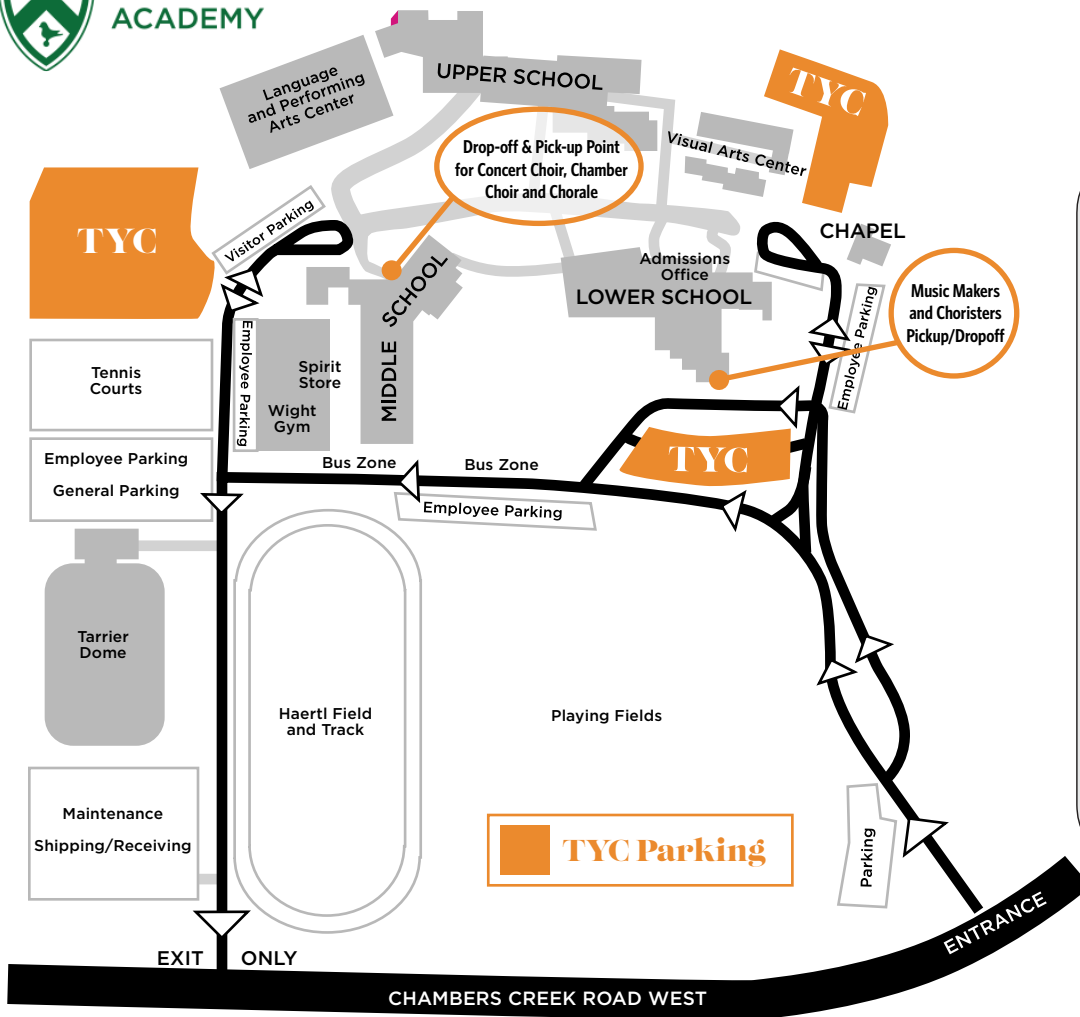 ACADEMY
Language
and Performing
Arts Center
UPPER SCHOOL
TYC
Drop-off & Pick-up Point
for Concert Choir, Chamber
Choir and Chorale
Visual Arts Center
TYC
Visitor Parking
CHAPEL
Admissions
Office
LOWER SCHOOL
MIDDLE SCHOOL
Music Makers
and Choristers
Pickup/Dropoff
Employee Parking
Employee Parking
Tennis
Courts
Spirit
Store
Wight
Gym
Employee Parking
General Parking
Bus Zone
Bus Zone
TYC
Employee Parking
Tarrier
Dome
Haertl Field
and Track
Playing Fields
Maintenance
Shipping/Receiving
TYC Parking
Parking
EXIT ONLY
ENTRANCE
CHAMBERS CREEK ROAD WEST